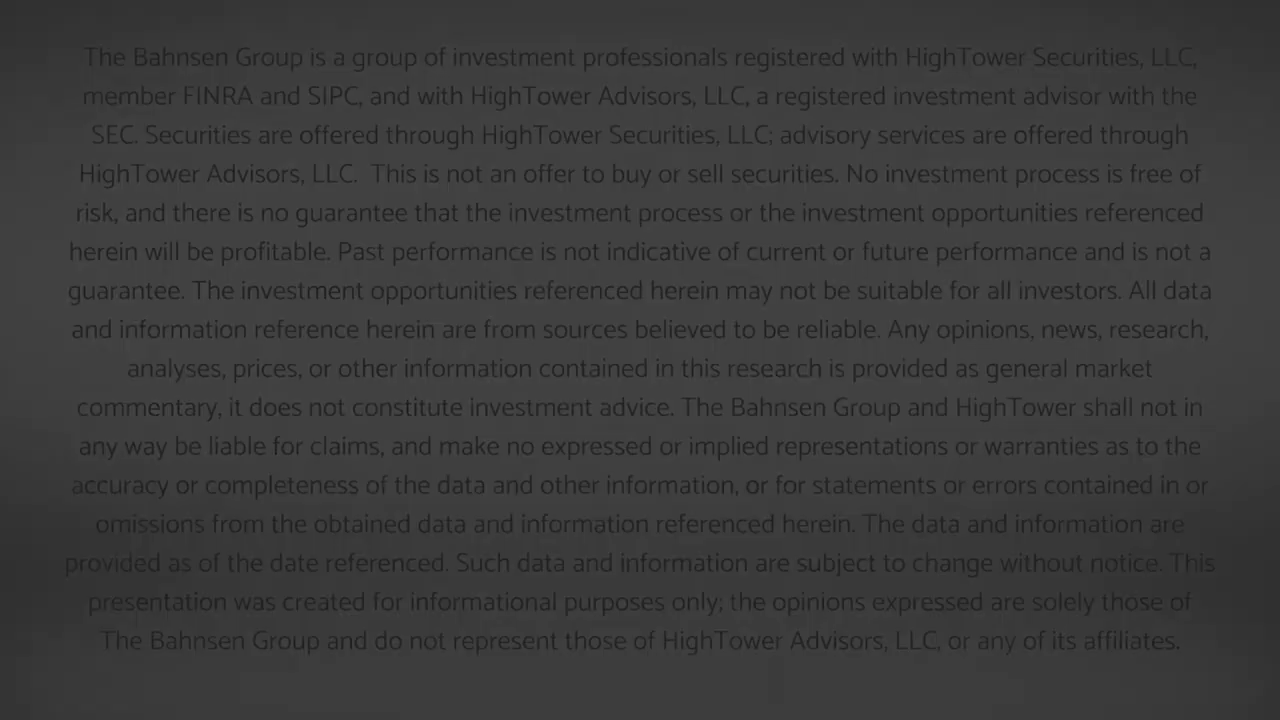 The Bahnsen Group is a group of investment professionals registered with HighTower Securities, LLC,
member FINRA and SIPC, and with HighTower Advisors, LLC, a registered investment advisor with the
SEC. Securities are offered through HighTower Securities, LLC; advisory services are offered through
HighTower Advisors, LLC.  This is not an offer to buy or sell securities. No investment process is free of
risk, and there is no guarantee that the investment process or the investment opportunities referenced
herein will be profitable. Past performance is not indicative of current or future performance and is not a
guarantee. The investment opportunities referenced herein may not be suitable for all investors. All data
and information reference herein are from sources believed to be reliable. Any opinions, news, research,
analyses, prices, or other information contained in this research is provided as general market
commentary, it does not constitute investment advice. The Bahnsen Group and HighTower shall not in
any way be liable for claims, and make no expressed or implied representations or warranties as to the
accuracy or completeness of the data and other information, or for statements or errors contained in or
omissions from the obtained data and information referenced herein. The data and information are
provided as of the date referenced. Such data and information are subject to change without notice. This
presentation was created for informational purposes only; the opinions expressed are solely those of
The Bahnsen Group and do not represent those of HighTower Advisors, LLC, or any of its affiliates.